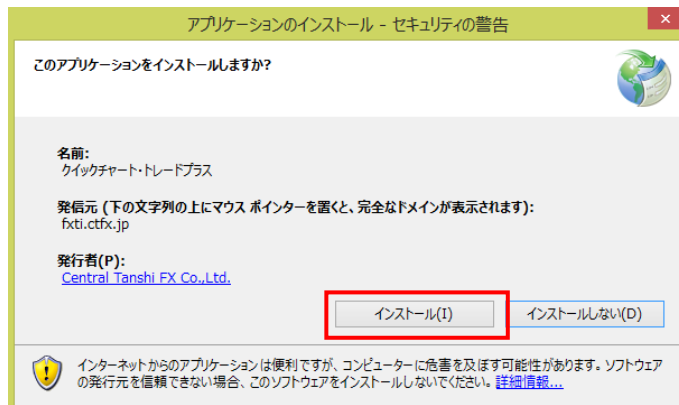 アプリケーションのインストール - セキュリティの警告
このアプリケーションをインストールしますか?
名前:
クイックチャート・トレードプラス
発信元 (下の文字列の上にマウス ポインターを置くと、完全なドメインが表示されます):
fxti.ctfx.jp
発行者(P):
Central Tanshi FX Co.,Ltd.
インストール(I)
インストールしない(D)
インターネットからのアプリケーションは便利ですが、コンピューターに危害を及ぼす可能性があります。ソフトウェア
の発行元を信頼できない場合、このソフトウェアをインストールしないでください。詳細情報...